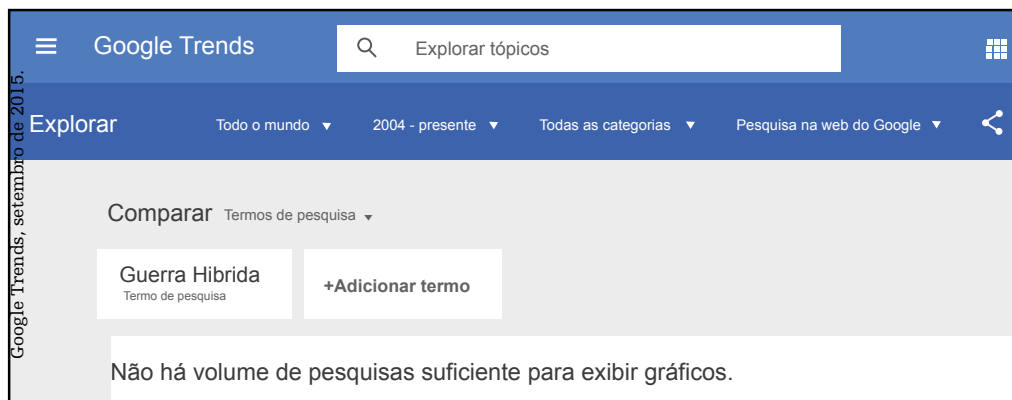 Google Trends
Explorar tópicos
Explorar
Todo o mundo
2004 - presente
Todas as categorias
Pesquisa na web do Google
Comparar
Termos de pesquisa
Guerra Hibrida
Termo de pesquisa
+Adicionar termo
Não há volume de pesquisas suficiente para exibir gráficos.
Google Trends, setembro de 2015.